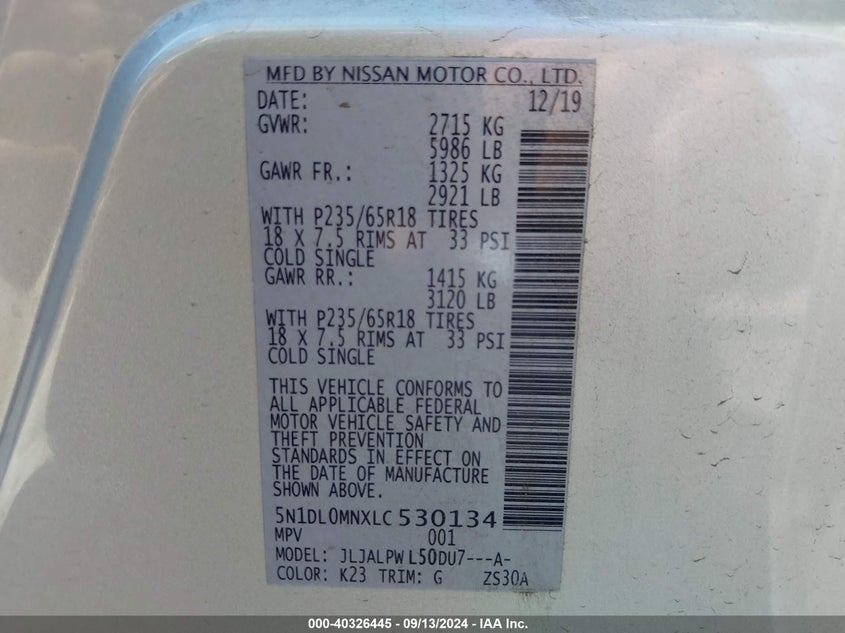 MFD BY NISSAN MOTOR CO., LTD.
DATE: 12/19
GVWR: 2715 KG
5986 LB
GAWR FR.: 1325 KG
2921 LB
WITH P235/65R18 TIRES
18 X 7.5 RIMS AT 33 PSI
COLD SINGLE
GAWR RR.: 1415 KG
3120 LB
WITH P235/65R18 TIRES
18 X 7.5 RIMS AT 33 PSI
COLD SINGLE
THIS VEHICLE CONFORMS TO
ALL APPLICABLE FEDERAL
MOTOR VEHICLE SAFETY AND
THEFT PREVENTION
STANDARDS IN EFFECT ON
THE DATE OF MANUFACTURE
SHOWN ABOVE.
5N1DL0MNXLC 530134
MPV 001
MODEL: JLJALPW L50DU7---A-
COLOR: K23 TRIM: G ZS30A
000-40326445 - 09/13/2024 - IAA Inc.